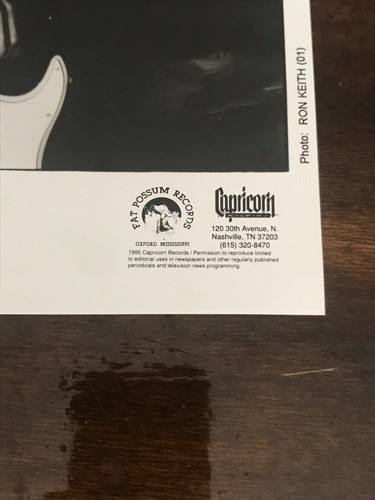 Photo: RON KEITH (01)
FAT POSSUM RECORDS
OXFORD MISSISSIPPI
Capricorn
records
120 30th Avenue, N.
Nashville, TN 37203
(615) 320-8470
1995 Capricorn Records / Permission to reproduce limited
to editorial uses in newspapers and other regularly published
periodicals and television news programming